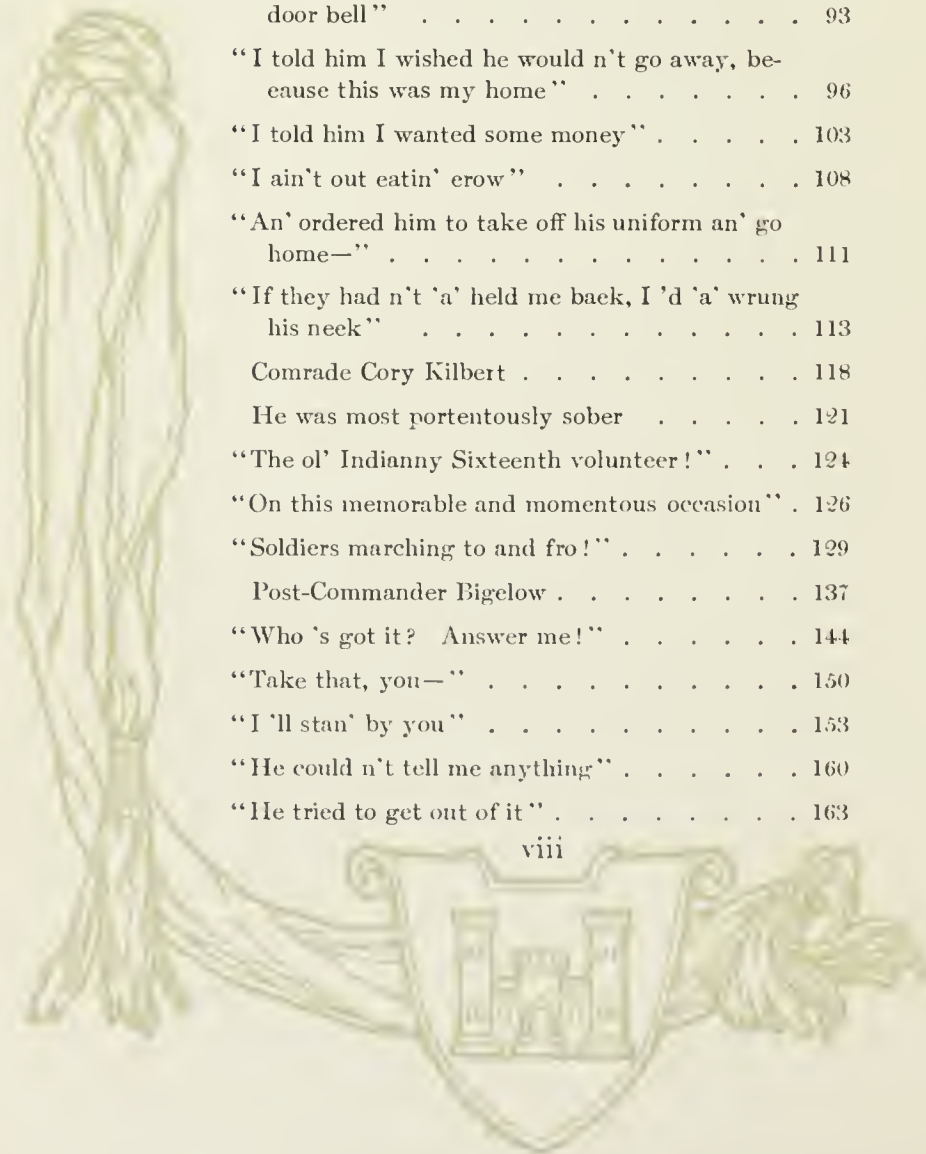 door bell” . . . . . . . . . . . . . 93
“I told him I wished he would n't go away, be-
cause this was my home” . . . . . . . 96
“I told him I wanted some money” . . . . . 103
“I ain't out eatin' crow” . . . . . . . . 108
“An' ordered him to take off his uniform an' go
home—” . . . . . . . . . . . . . . 111
“If they had n't 'a' held me back, I 'd 'a' wrung
his neck” . . . . . . . . . . . . . 113
Comrade Cory Kilbert . . . . . . . . . 118
He was most portentously sober . . . . . 121
“The ol' Indianny Sixteenth volunteer!” . . . 124
“On this memorable and momentous occasion” . 126
“Soldiers marching to and fro!” . . . . . . 129
Post-Commander Bigelow . . . . . . . . 137
“Who 's got it? Answer me!” . . . . . . 144
“Take that, you—” . . . . . . . . . . 150
“I 'll stan' by you” . . . . . . . . . . 153
“He could n't tell me anything” . . . . . . 160
“He tried to get out of it” . . . . . . . . 163
viii